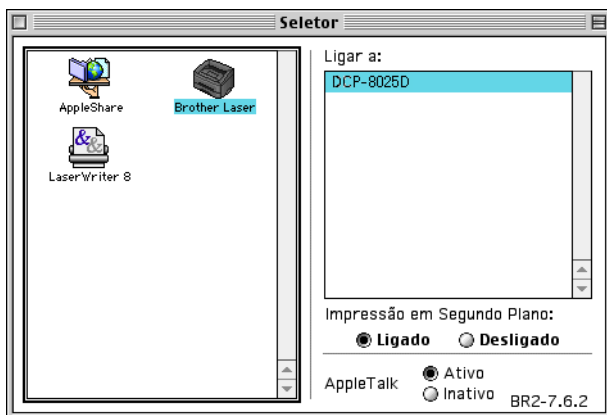 Seletor
AppleShare
Brother Laser
LaserWriter 8
Ligar a:
DCP-8025D
Impressão em Segundo Plano:
Ligado Desligado
AppleTalk
Ativo
Inativo
BR2-7.6.2